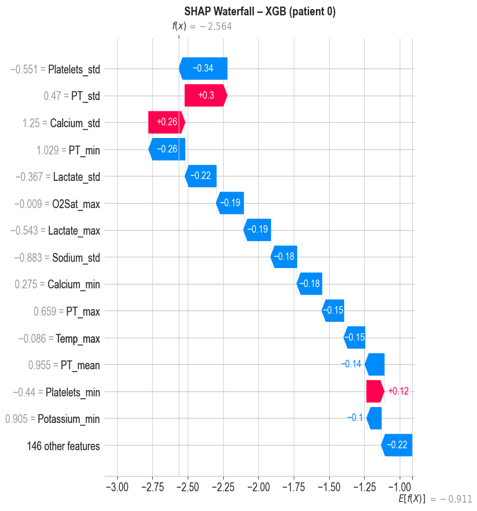 SHAP Waterfall – XGB (patient 0)
f(x) = −2.564
−0.551 = Platelets_std −0.34
0.47 = PT_std +0.3
1.25 = Calcium_std +0.26
1.029 = PT_min −0.26
−0.367 = Lactate_std −0.22
−0.009 = O2Sat_max −0.19
−0.543 = Lactate_max −0.19
−0.883 = Sodium_std −0.18
0.275 = Calcium_min −0.18
0.659 = PT_max −0.15
−0.086 = Temp_max −0.15
0.955 = PT_mean −0.14
−0.44 = Platelets_min +0.12
0.905 = Potassium_min −0.1
146 other features −0.22
−3.00 −2.75 −2.50 −2.25 −2.00 −1.75 −1.50 −1.25 −1.00
E[f(X)] = −0.911